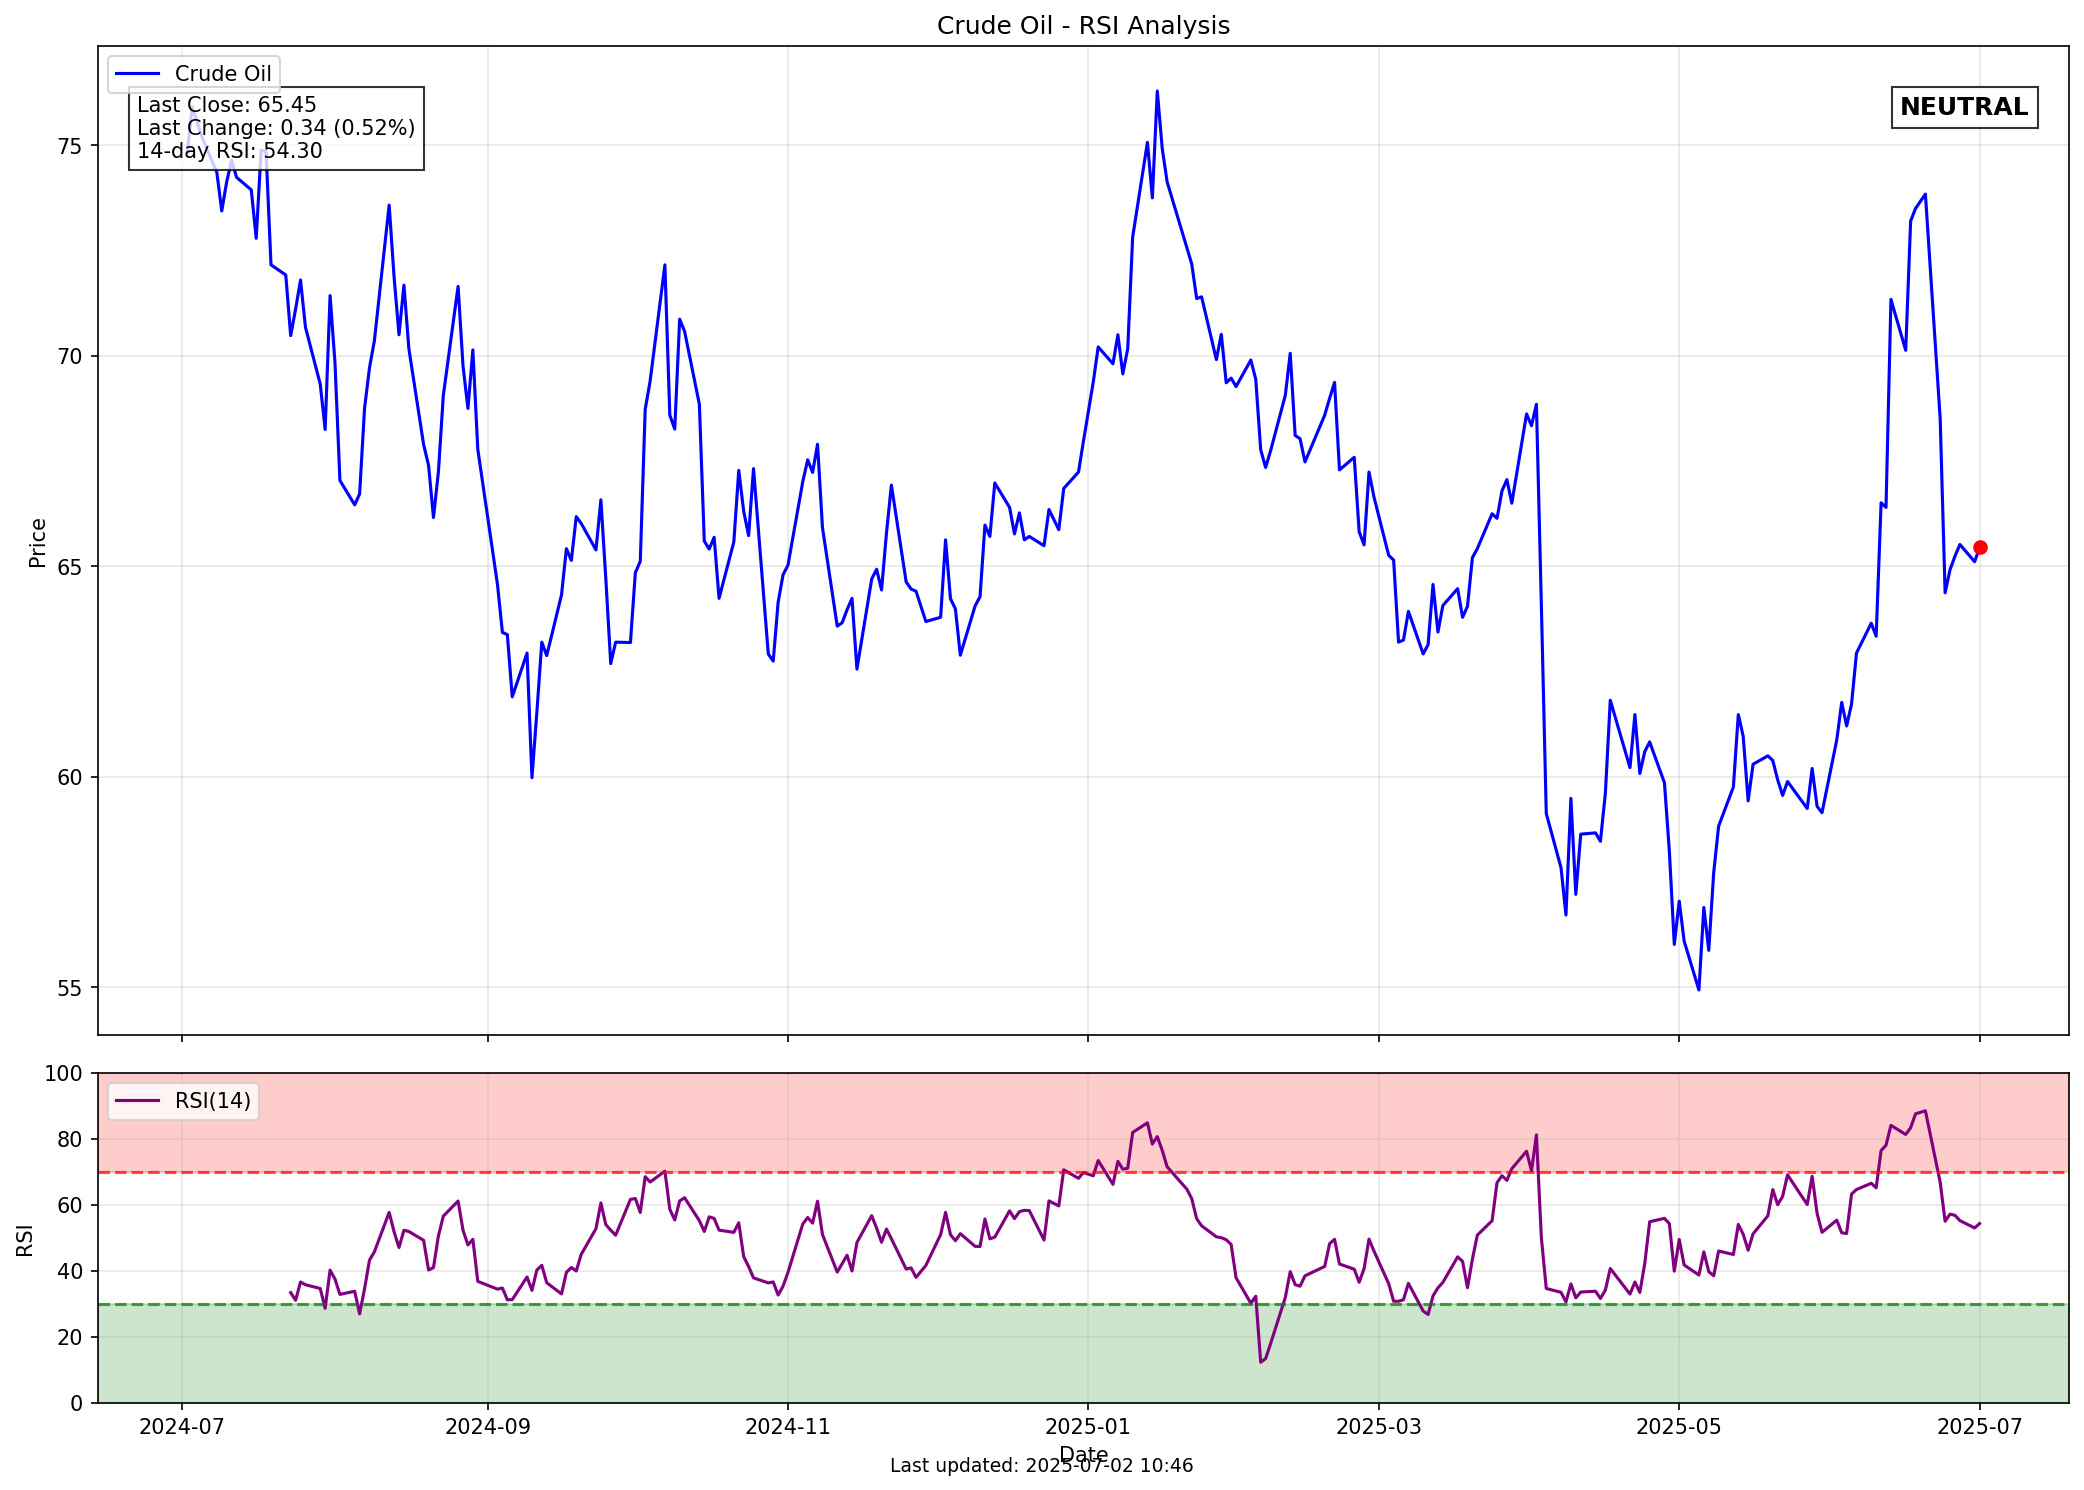 Crude Oil - RSI Analysis
Crude Oil
Last Close: 65.45
Last Change: 0.34 (0.52%)
14-day RSI: 54.30
NEUTRAL
Price
75
70
65
60
55
RSI(14)
RSI
100
80
60
40
20
0
2024-07
2024-09
2024-11
2025-01
2025-03
2025-05
2025-07
Date
Last updated: 2025-07-02 10:46